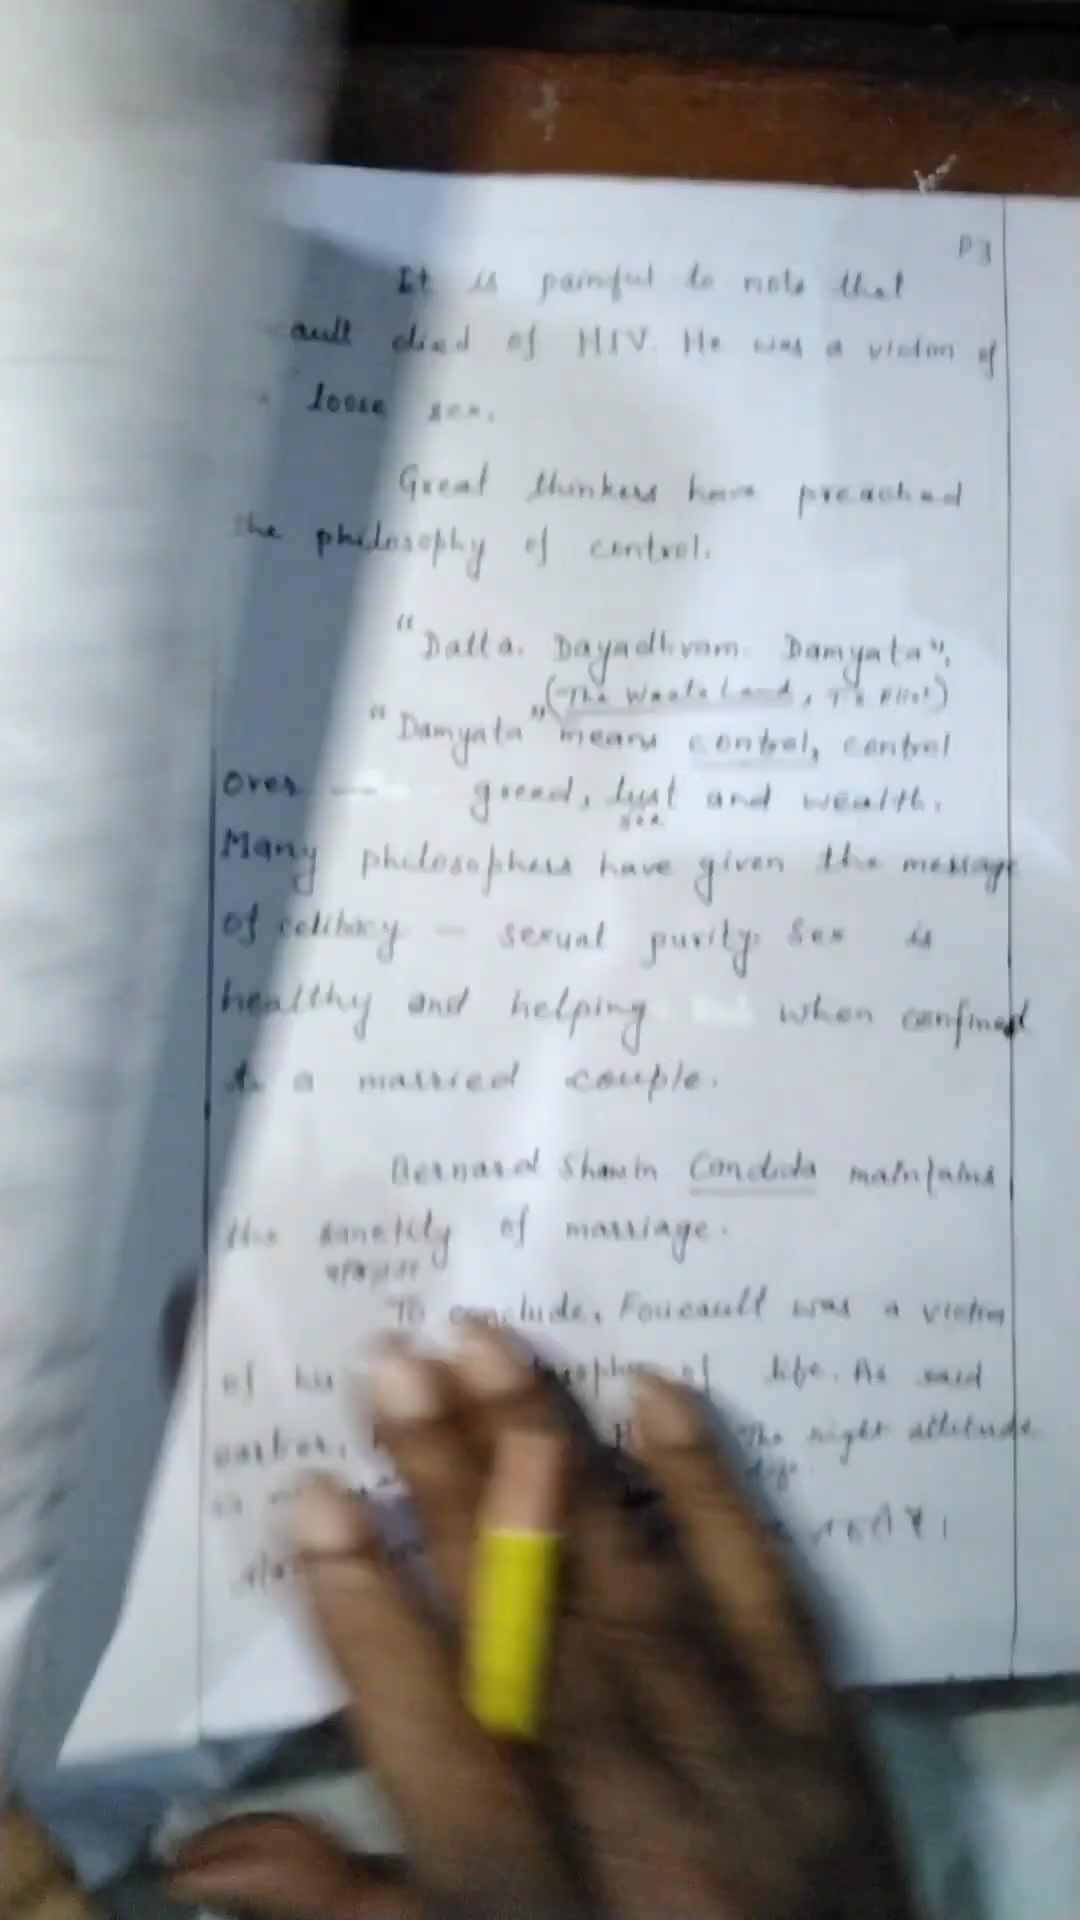 P3
It is painful to note that
ault died of HIV. He was a victim of
loose sex.
Great thinkers have preached
the philosophy of control.
"Datta. Dayadhvam. Damyata".
(The Waste Land, TS Eliot)
"Damyata" means control, control
over — greed, lust and wealth.
sex
Many philosophers have given the message
of celibacy — sexual purity. Sex is
healthy and helping when confined
to a married couple.
Bernard Shaw in Candida maintains
the sanctity of marriage.
To conclude, Foucault was a victim
of his of life. As said
earlier, The right attitude